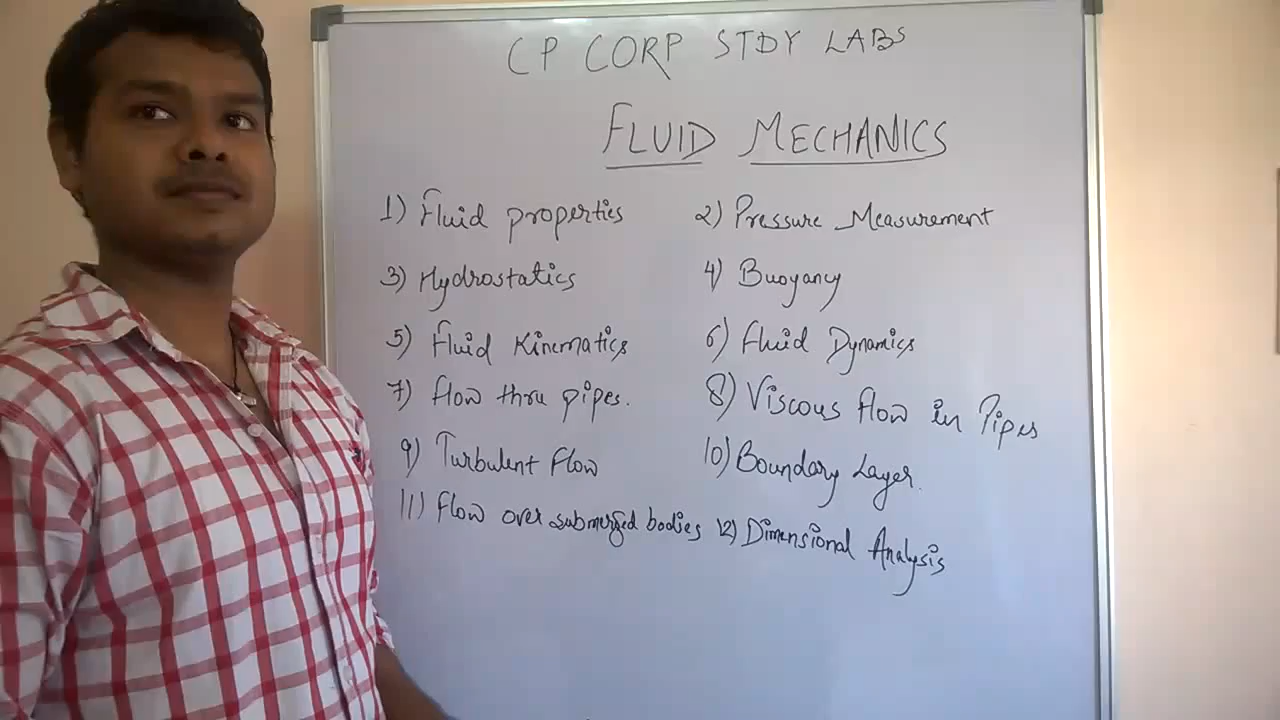 CP CORP STDY LABS
FLUID MECHANICS
1) Fluid properties 2) Pressure Measurement
3) Hydrostatics 4) Buoyancy
5) Fluid Kinematics 6) Fluid Dynamics
7) Flow thru pipes. 8) Viscous flow in Pipes
9) Turbulent Flow 10) Boundary Layer.
11) Flow over submerged bodies 12) Dimensional Analysis